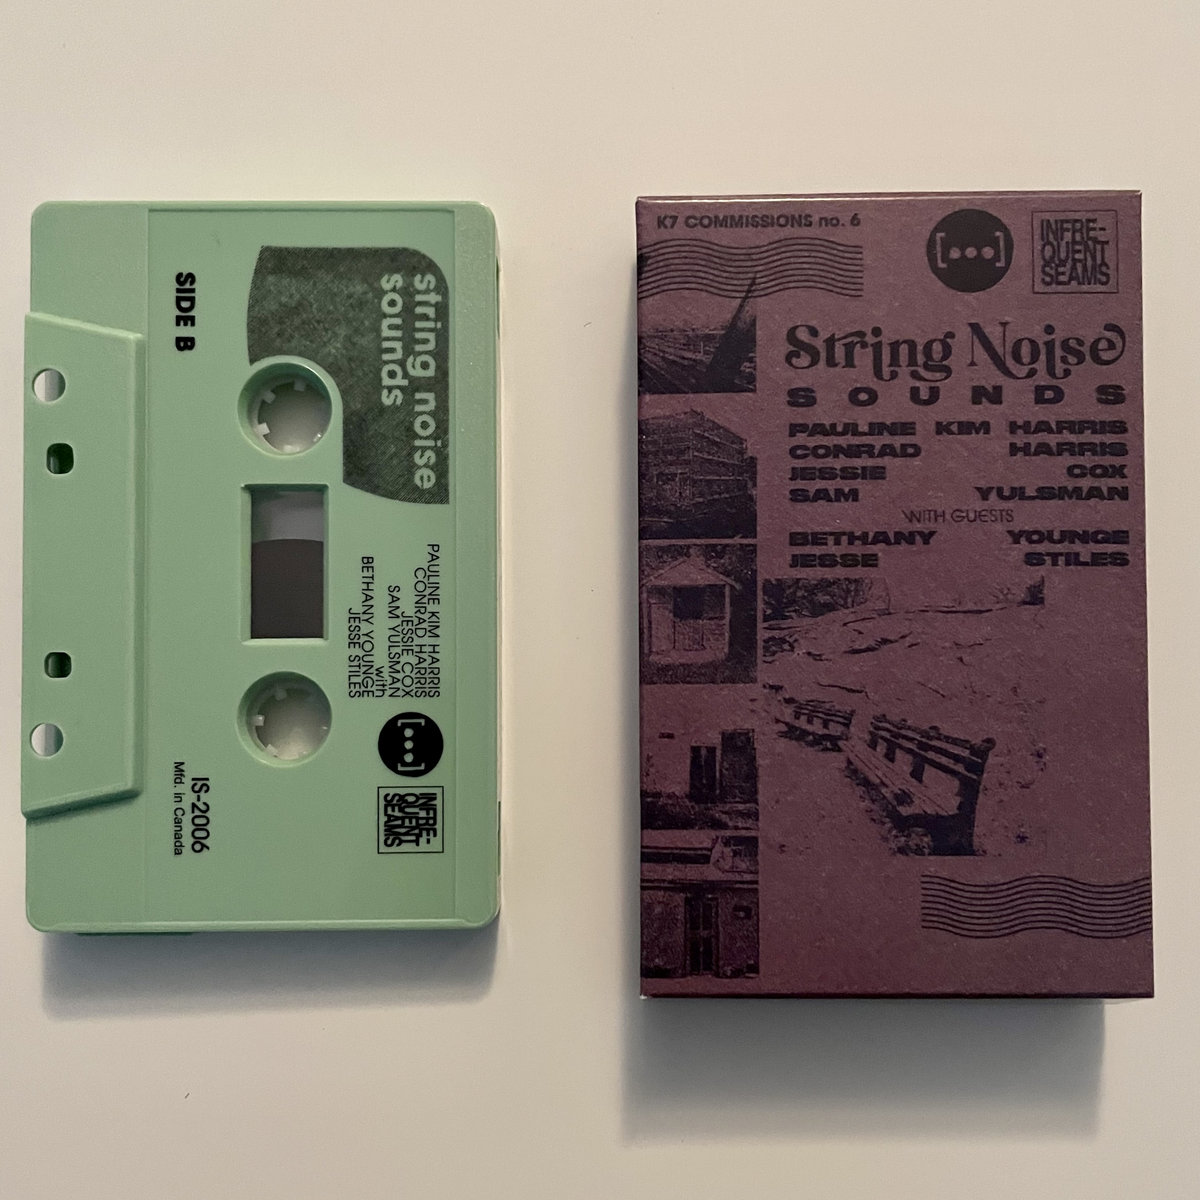 SIDE B
string noise
sounds
PAULINE KIM HARRIS
CONRAD HARRIS
JESSIE COX
SAM YULSMAN
with
BETHANY YOUNGE
JESSE STILES
[...]
INFRE-
QUENT
SEAMS
IS-2006
Mfd. in Canada
K7 COMMISSIONS no. 6
[...]
INFRE-
QUENT
SEAMS
String Noise
SOUNDS
PAULINE KIM HARRIS
CONRAD HARRIS
JESSIE COX
SAM YULSMAN
WITH GUESTS
BETHANY YOUNGE
JESSE STILES